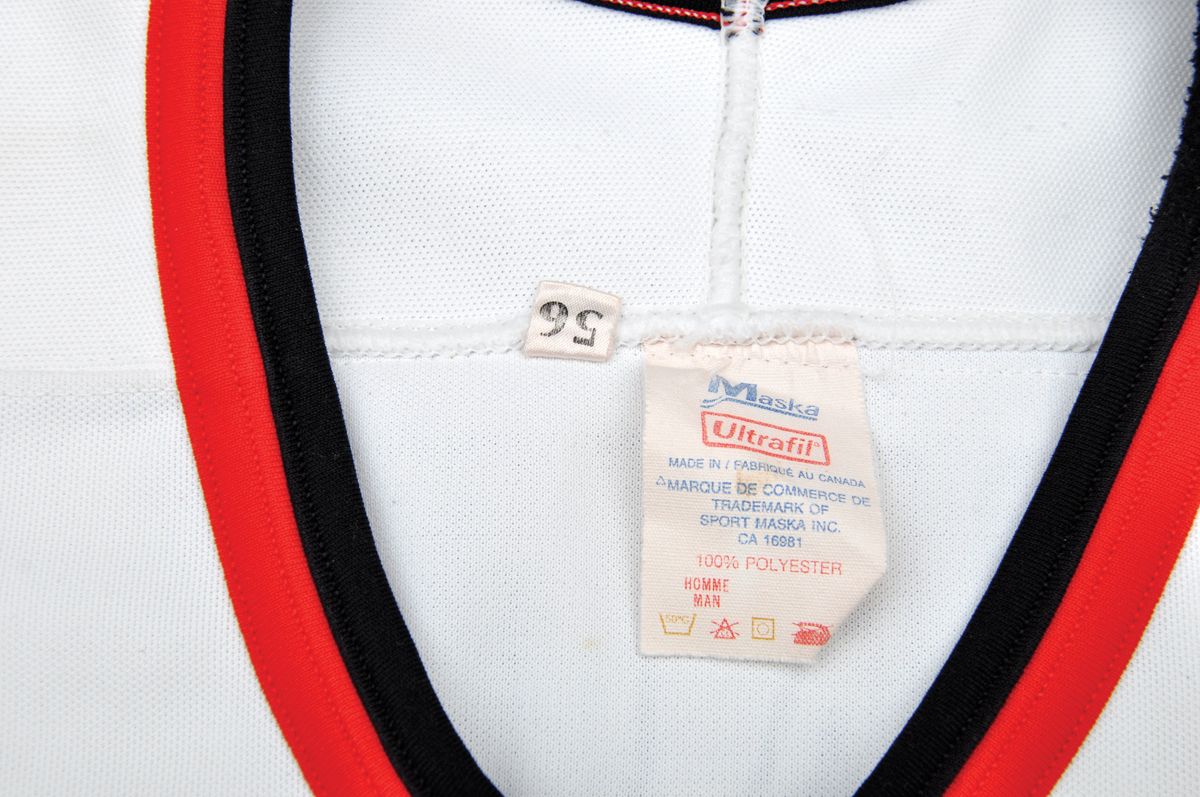 56
Maska
Ultrafil
MADE IN / FABRIQUÉ AU CANADA
△MARQUE DE COMMERCE DE
TRADEMARK OF
SPORT MASKA INC.
CA 16981
100% POLYESTER
HOMME
MAN
50°C